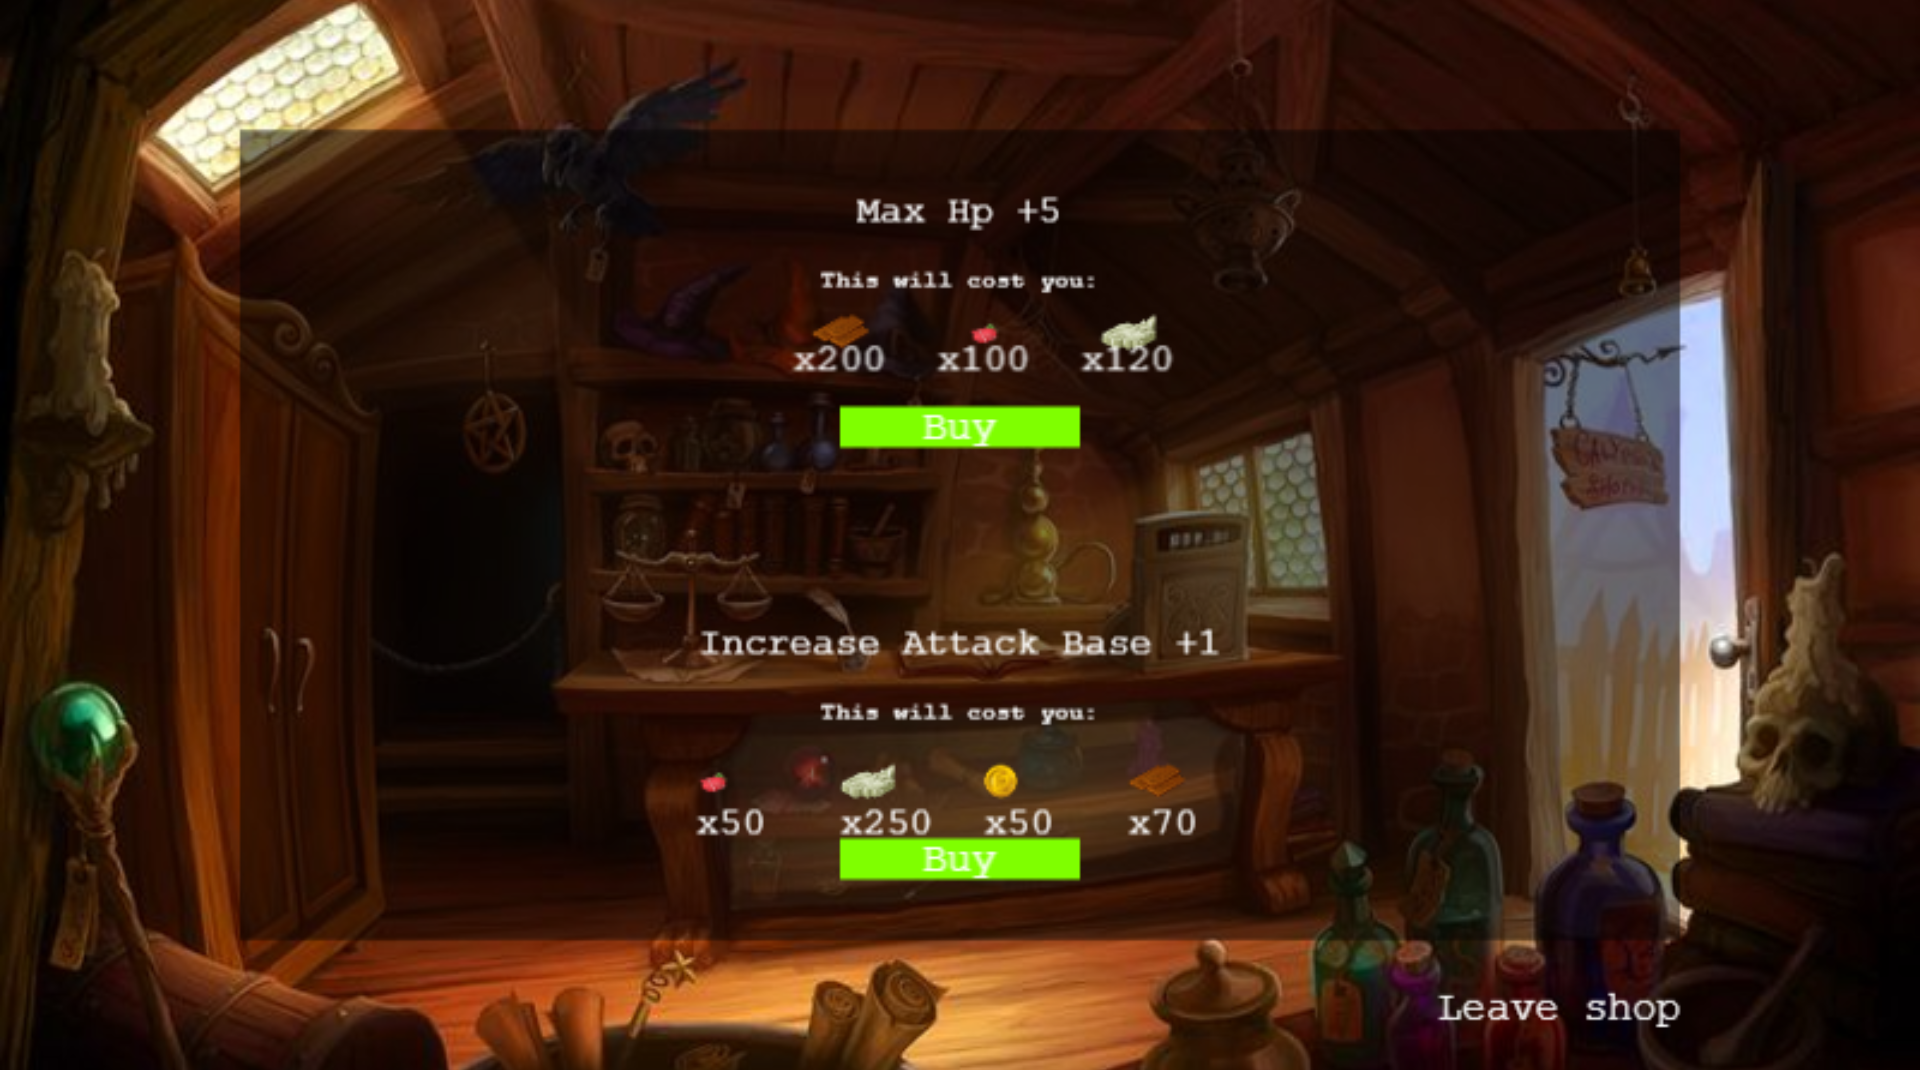 Max Hp +5
This will cost you:
x200 x100 x120
Buy
Increase Attack Base +1
This will cost you:
x50 x250 x50 x70
Buy
Leave shop